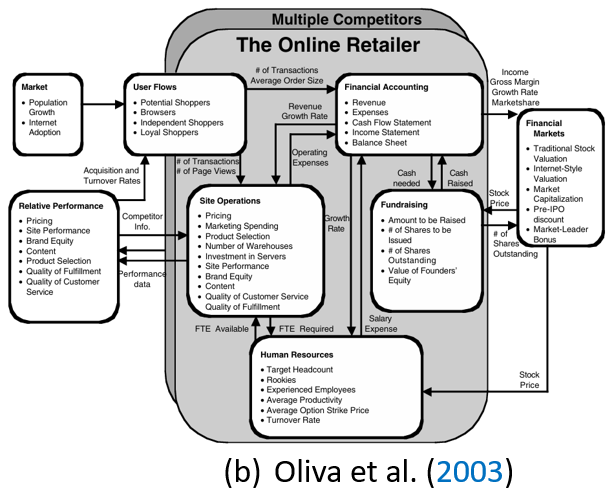 Multiple Competitors
The Online Retailer
Market
• Population
Growth
• Internet
Adoption
User Flows
• Potential Shoppers
• Browsers
• Independent Shoppers
• Loyal Shoppers
# of Transactions
Average Order Size
Financial Accounting
• Revenue
• Expenses
• Cash Flow Statement
• Income Statement
• Balance Sheet
Income
Gross Margin
Growth Rate
Marketshare
Financial
Markets
• Traditional Stock
Valuation
• Internet-Style
Valuation
• Market
Capitalization
• Pre-IPO
discount
• Market-Leader
Bonus
Revenue
Growth Rate
Operating
Expenses
Acquisition and
Turnover Rates
# of Transactions
# of Page Views
Cash
needed
Cash
Raised
Stock
Price
Relative Performance
• Pricing
• Site Performance
• Brand Equity
• Content
• Product Selection
• Quality of Fulfillment
• Quality of Customer
Service
Competitor
Info.
Performance
data
Site Operations
• Pricing
• Marketing Spending
• Product Selection
• Number of Warehouses
• Investment in Servers
• Site Performance
• Brand Equity
• Content
• Quality of Customer Service
Quality of Fulfillment
Growth
Rate
Fundraising
• Amount to be Raised
• # of Shares to be
Issued
• # of Shares
Outstanding
• Value of Founders'
Equity
# of
Shares
Outstanding
FTE Available
FTE Required
Salary
Expense
Human Resources
• Target Headcount
• Rookies
• Experienced Employees
• Average Productivity
• Average Option Strike Price
• Turnover Rate
Stock
Price
(b) Oliva et al. (2003)